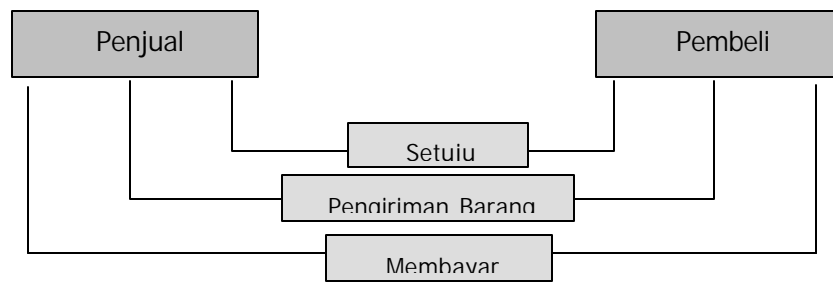 Penjual
Pembeli
Setuju
Pengiriman Barang
Membayar